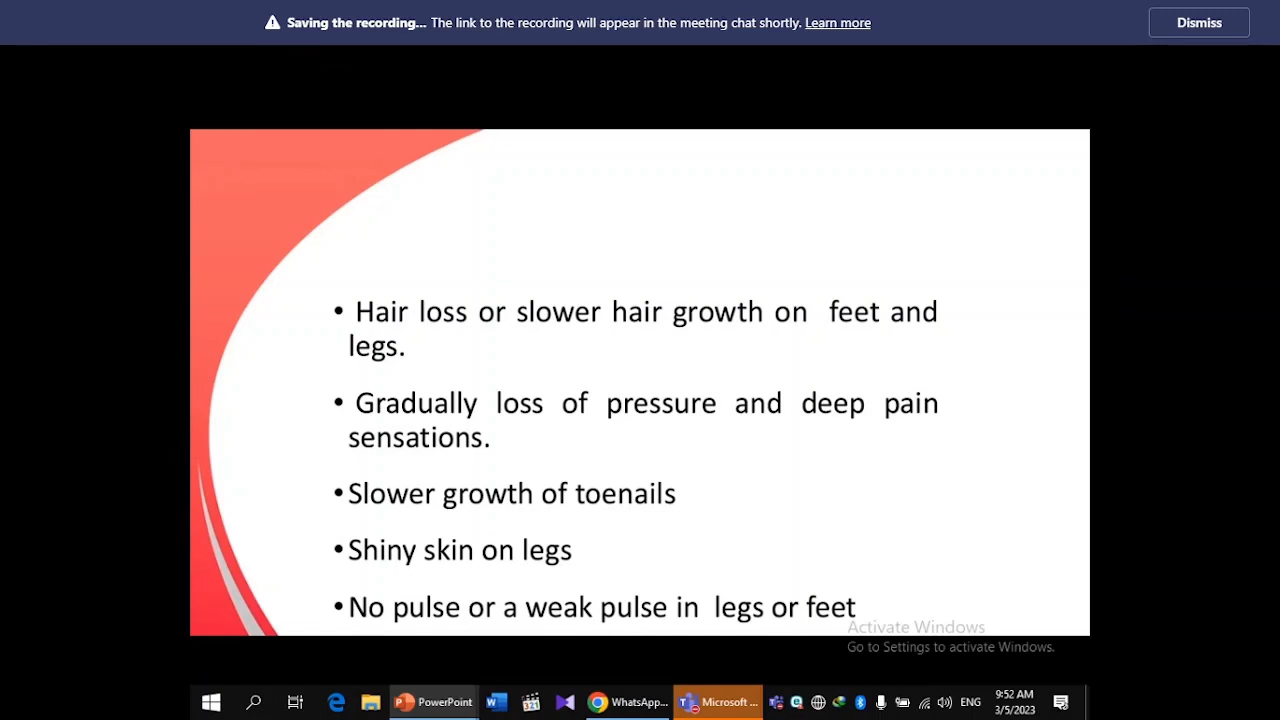 Saving the recording... The link to the recording will appear in the meeting chat shortly. Learn more
Dismiss
• Hair loss or slower hair growth on feet and
legs.
• Gradually loss of pressure and deep pain
sensations.
•Slower growth of toenails
•Shiny skin on legs
•No pulse or a weak pulse in legs or feet
Activate Windows
Go to Settings to activate Windows.
PowerPoint
321
WhatsApp...
Microsoft ...
ENG
9:52 AM
3/5/2023